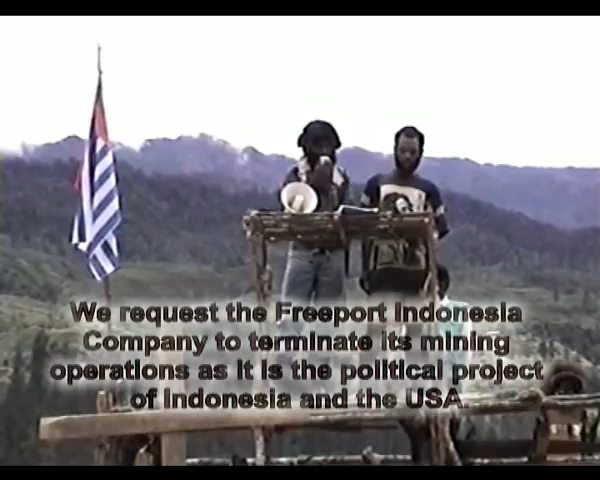 We request the Freeport Indonesia
Company to terminate its mining
operations as it is the political project
of Indonesia and the USA.